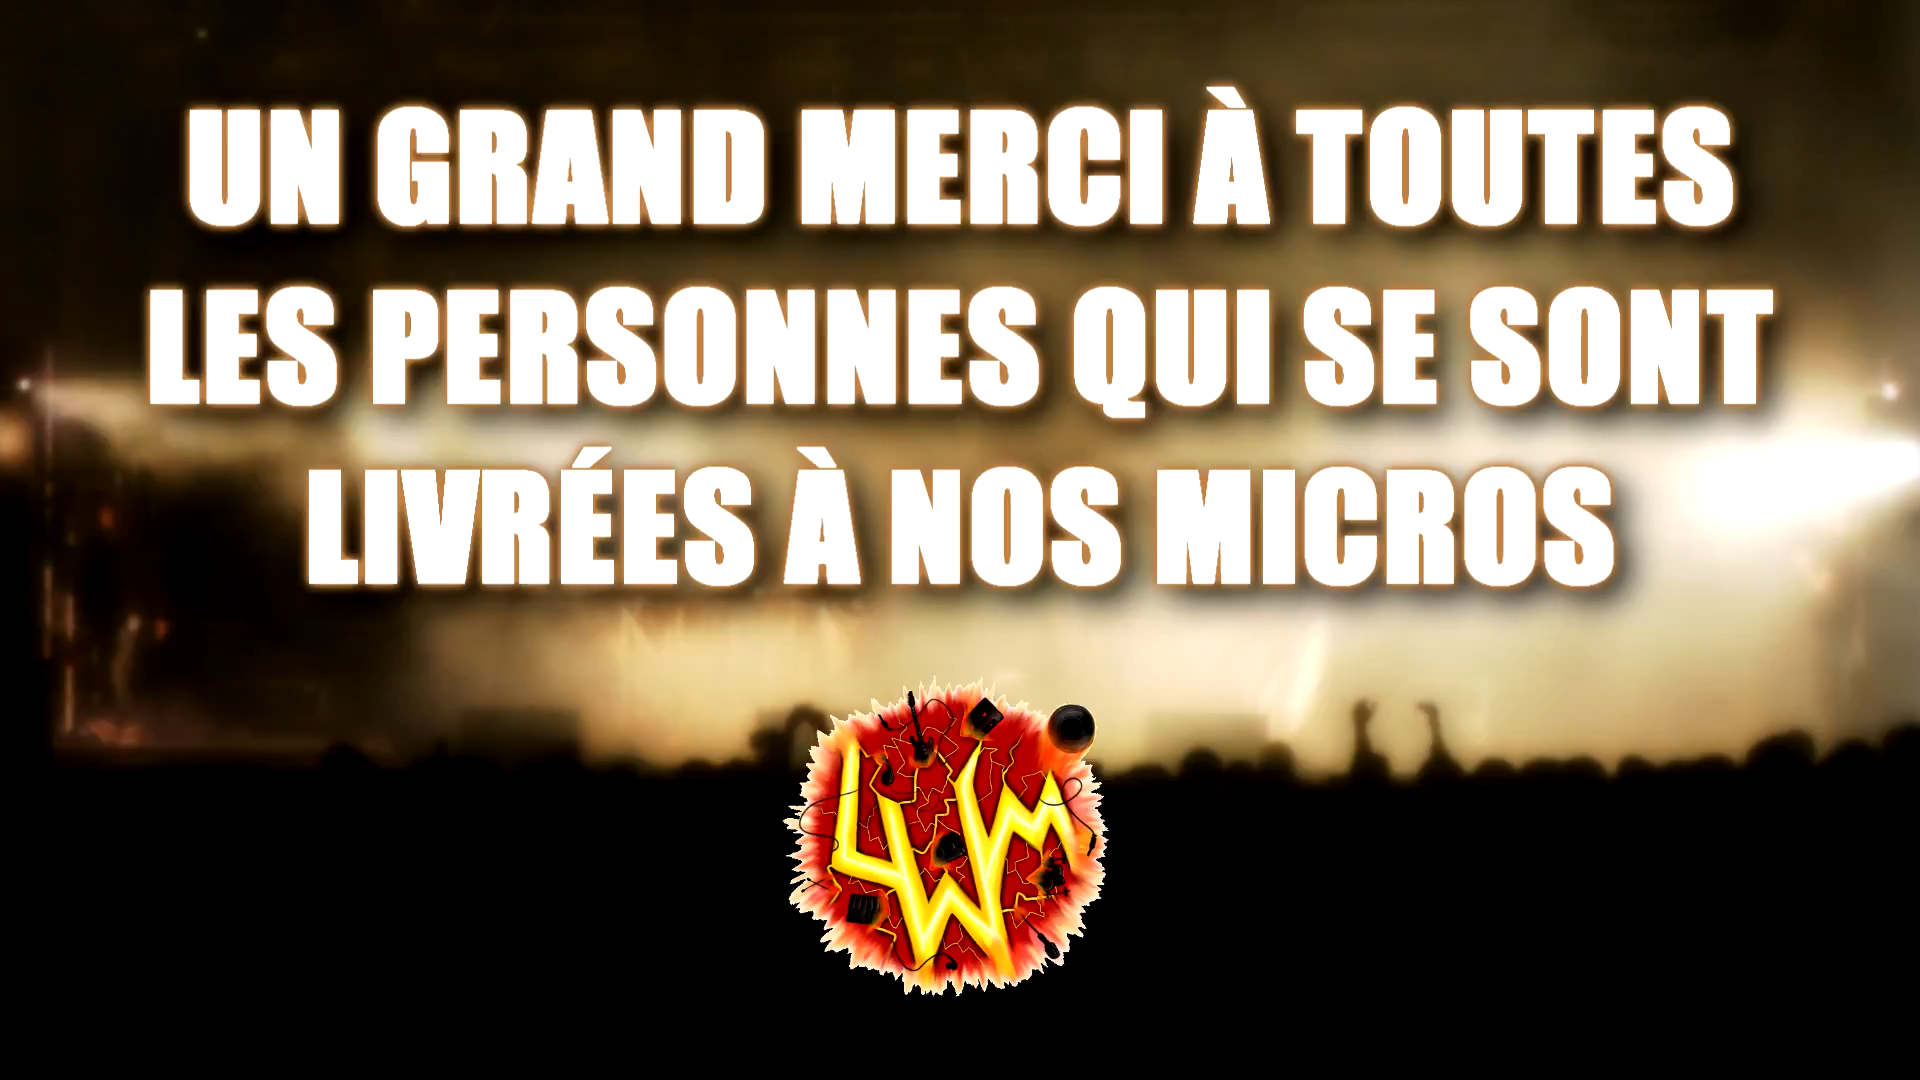 UN GRAND MERCI À TOUTES
LES PERSONNES QUI SE SONT
LIVRÉES À NOS MICROS
LWM